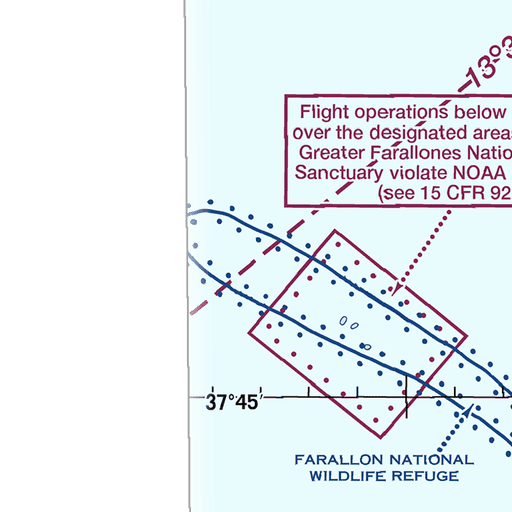 -13°3
Flight operations below
over the designated area
Greater Farallones Natio
Sanctuary violate NOAA
(see 15 CFR 92
37°45'
FARALLON NATIONAL
WILDLIFE REFUGE